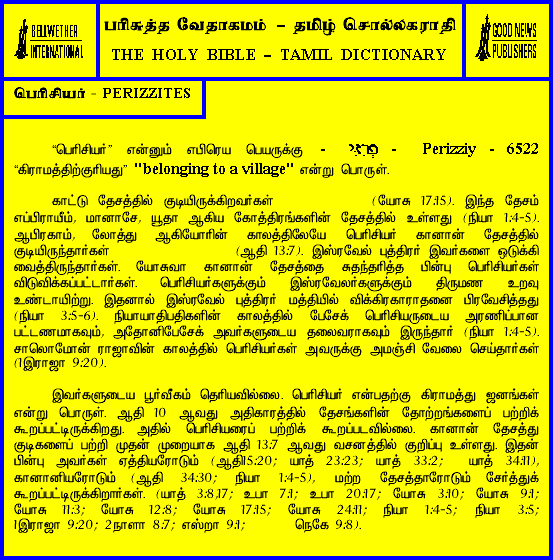 BELLWETHER
INTERNATIONAL
பரிசுத்த வேதாகமம் – தமிழ் சொல்லகராதி
THE HOLY BIBLE – TAMIL DICTIONARY
GOOD NEWS
PUBLISHERS
பெரிசியர் - PERIZZITES
“பெரிசியர்” என்னும் எபிரெய பெயருக்கு - - Perizziy - 6522
“கிராமத்திற்குரியது” "belonging to a village" என்று பொருள்.
காட்டு தேசத்தில் குடியிருக்கிறவர்கள் (யோசு 17:15). இந்த தேசம்
எப்பிராயீம், மானாசே, யூதா ஆகிய கோத்திரங்களின் தேசத்தில் உள்ளது (நியா 1:4-5).
ஆபிரகாம், லோத்து ஆகியோரின் காலத்திலேயே பெரிசியர் கானான் தேசத்தில்
குடியிருந்தார்கள் (ஆதி 13:7). இஸ்ரவேல் புத்திரர் இவர்களை ஒடுக்கி
வைத்திருந்தார்கள். யோசுவா கானான் தேசத்தை சுதந்தரித்த பின்பு பெரிசியர்கள்
விடுவிக்கப்பட்டார்கள். பெரிசியர்களுக்கும் இஸ்ரவேலர்களுக்கும் திருமண உறவு
உண்டாயிற்று. இதனால் இஸ்ரவேல் புத்திரர் மத்தியில் விக்கிரகாராதனை பிரவேசித்தது
(நியா 3:5-6). நியாயாதிபதிகளின் காலத்தில் பேசேக் பெரிசியருடைய அரணிப்பான
பட்டணமாகவும், அதோனிபேசேக் அவர்களுடைய தலைவராகவும் இருந்தார் (நியா 1:4-5).
சாலொமோன் ராஜாவின் காலத்தில் பெரிசியர்கள் அவருக்கு அமஞ்சி வேலை செய்தார்கள்
(1இராஜா 9:20).
இவர்களுடைய பூர்வீகம் தெரியவில்லை. பெரிசியர் என்பதற்கு கிராமத்து ஜனங்கள்
என்று பொருள். ஆதி 10 ஆவது அதிகாரத்தில் தேசங்களின் தோற்றங்களைப் பற்றிக்
கூறப்பட்டிருக்கிறது. அதில் பெரிசியரைப் பற்றிக் கூறப்படவில்லை. கானான் தேசத்து
குடிகளைப் பற்றி முதன் முறையாக ஆதி 13:7 ஆவது வசனத்தில் குறிப்பு உள்ளது. இதன்
பின்பு அவர்கள் ஏத்தியரோடும் (ஆதி15:20; யாத் 23:23; யாத் 33:2; யாத் 34:11),
கானானியரோடும் (ஆதி 34:30; நியா 1:4-5), மற்ற தேசத்தாரோடும் சேர்த்துக்
கூறப்பட்டிருக்கிறார்கள். (யாத் 3:8,17; உபா 7:1; உபா 20:17; யோசு 3:10; யோசு 9:1;
யோசு 11:3; யோசு 12:8; யோசு 17:15; யோசு 24:11; நியா 1:4-5; நியா 3:5;
1இராஜா 9:20; 2நாளா 8:7; எஸ்றா 9:1; நெகே 9:8).